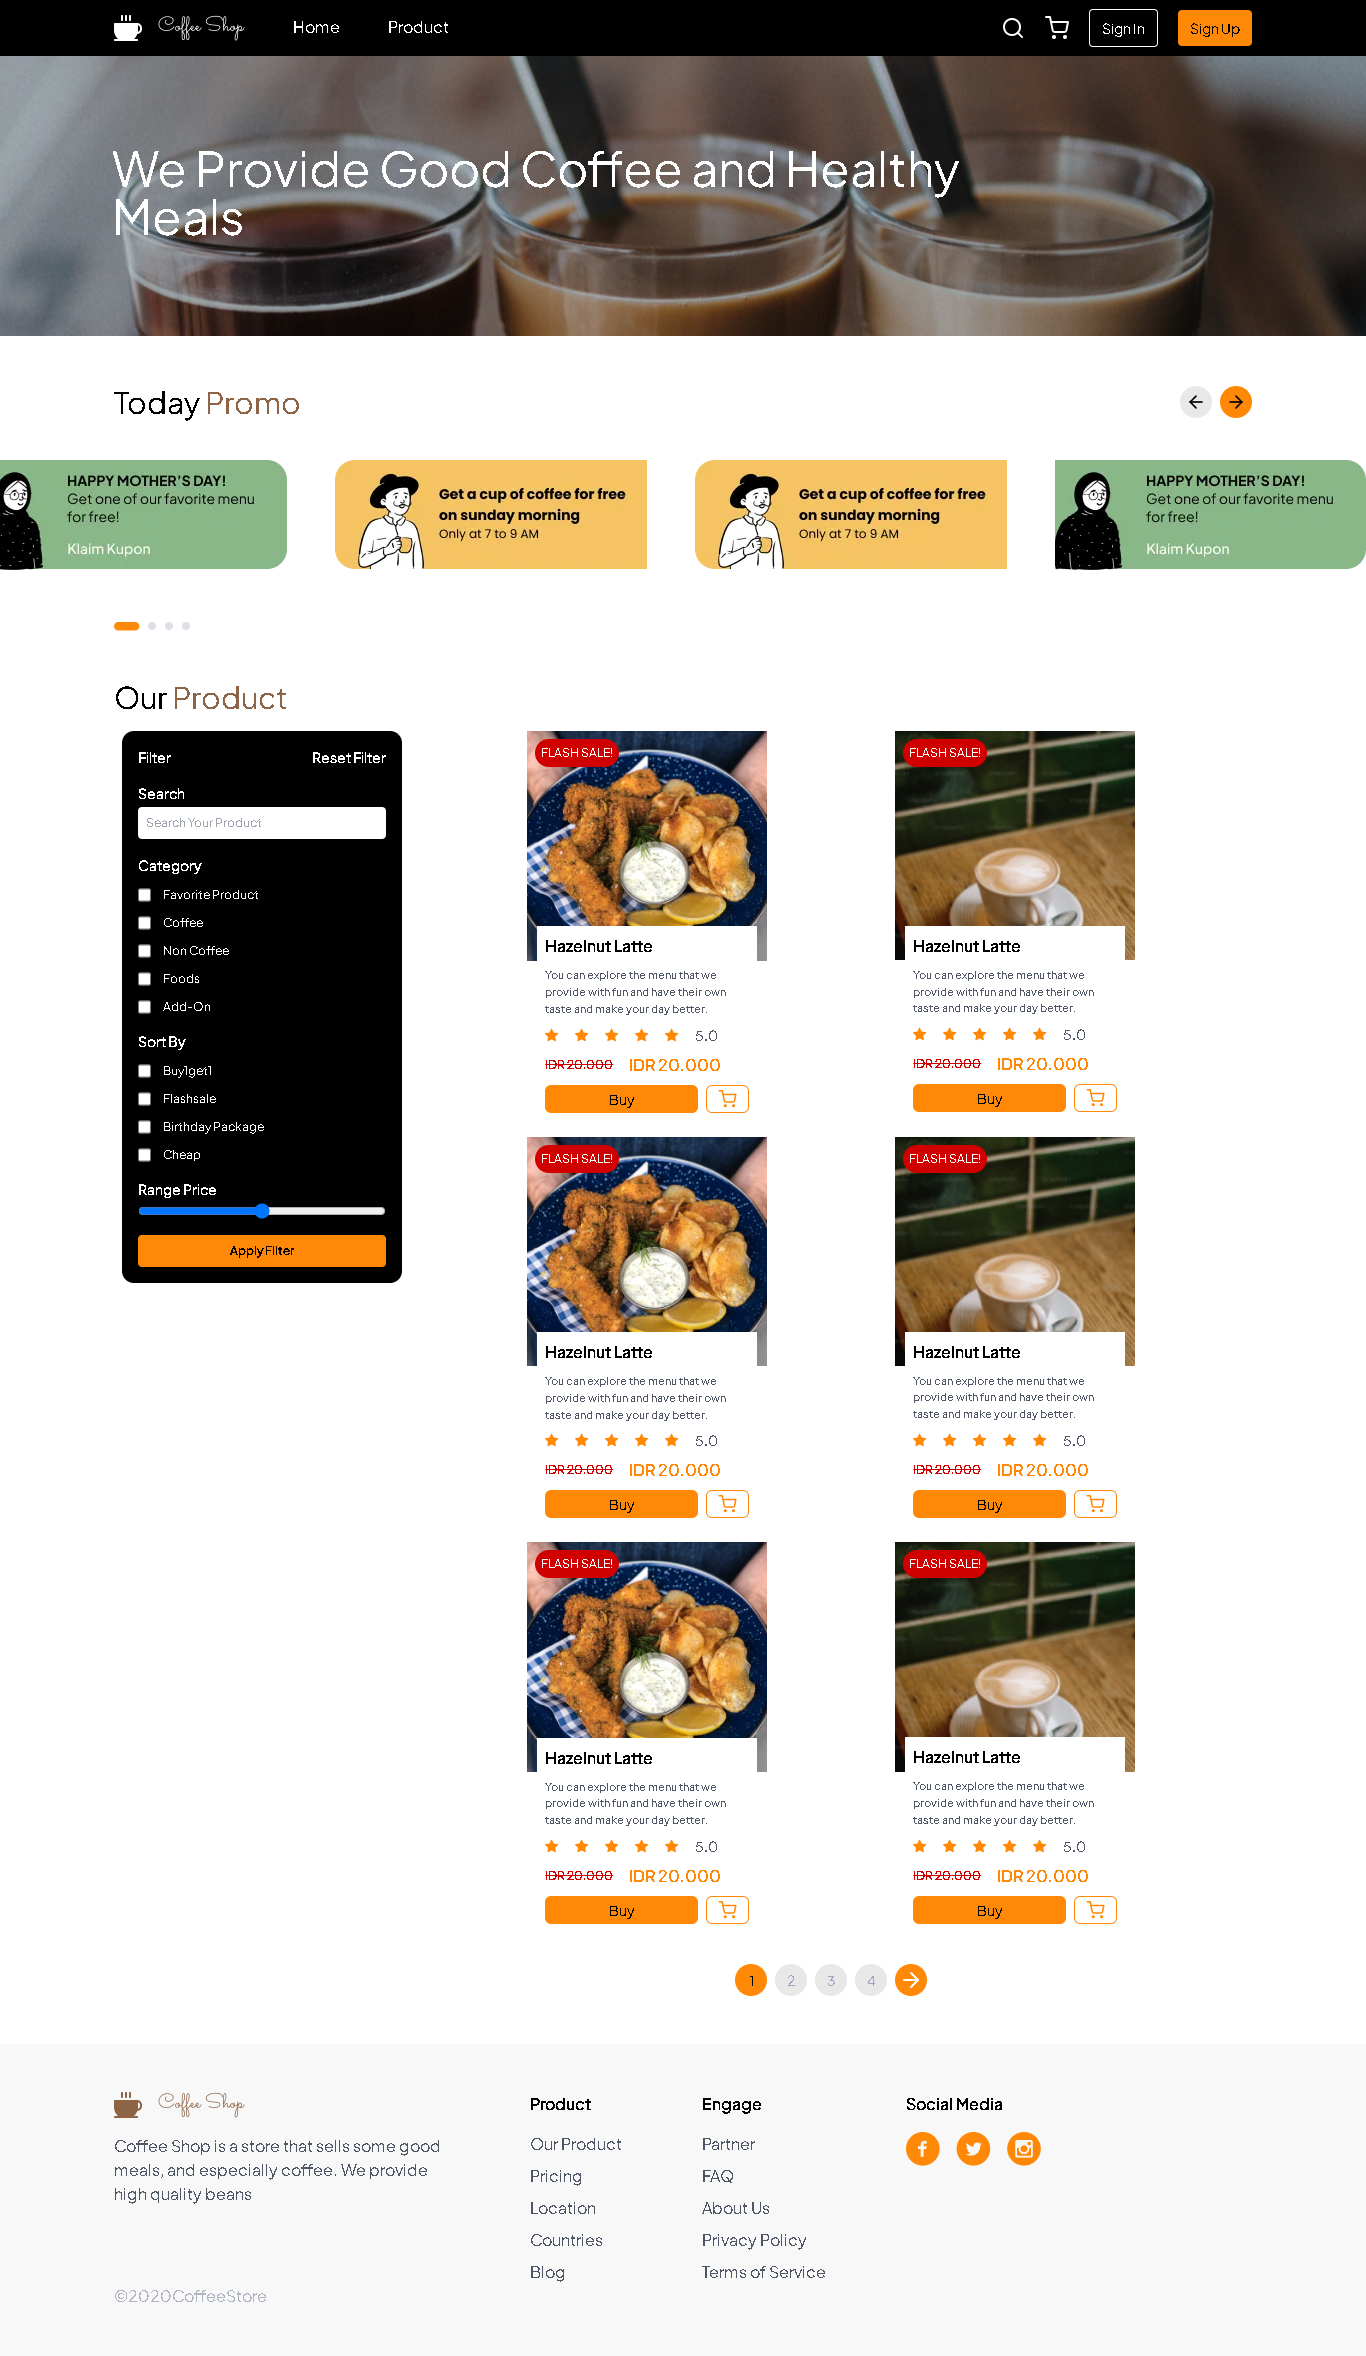 Coffee Shop
Home
Product
Sign In
Sign Up
We Provide Good Coffee and Healthy
Meals
Today Promo
HAPPY MOTHER'S DAY!
Get one of our favorite menu
for free!
Klaim Kupon
Get a cup of coffee for free
on sunday morning
Only at 7 to 9 AM
Get a cup of coffee for free
on sunday morning
Only at 7 to 9 AM
HAPPY MOTHER'S DAY!
Get one of our favorite menu
for free!
Klaim Kupon
Our Product
Filter
Reset Filter
Search
Search Your Product
Category
Favorite Product
Coffee
Non Coffee
Foods
Add-On
Sort By
Buy1get1
Flashsale
Birthday Package
Cheap
Range Price
Apply Filter
FLASH SALE!
Hazelnut Latte
You can explore the menu that we
provide with fun and have their own
taste and make your day better.
5.0
IDR 20.000
IDR 20.000
Buy
FLASH SALE!
Hazelnut Latte
You can explore the menu that we
provide with fun and have their own
taste and make your day better.
5.0
IDR 20.000
IDR 20.000
Buy
FLASH SALE!
Hazelnut Latte
You can explore the menu that we
provide with fun and have their own
taste and make your day better.
5.0
IDR 20.000
IDR 20.000
Buy
FLASH SALE!
Hazelnut Latte
You can explore the menu that we
provide with fun and have their own
taste and make your day better.
5.0
IDR 20.000
IDR 20.000
Buy
FLASH SALE!
Hazelnut Latte
You can explore the menu that we
provide with fun and have their own
taste and make your day better.
5.0
IDR 20.000
IDR 20.000
Buy
FLASH SALE!
Hazelnut Latte
You can explore the menu that we
provide with fun and have their own
taste and make your day better.
5.0
IDR 20.000
IDR 20.000
Buy
1
2
3
4
Coffee Shop
Coffee Shop is a store that sells some good
meals, and especially coffee. We provide
high quality beans
©2020CoffeeStore
Product
Our Product
Pricing
Location
Countries
Blog
Engage
Partner
FAQ
About Us
Privacy Policy
Terms of Service
Social Media